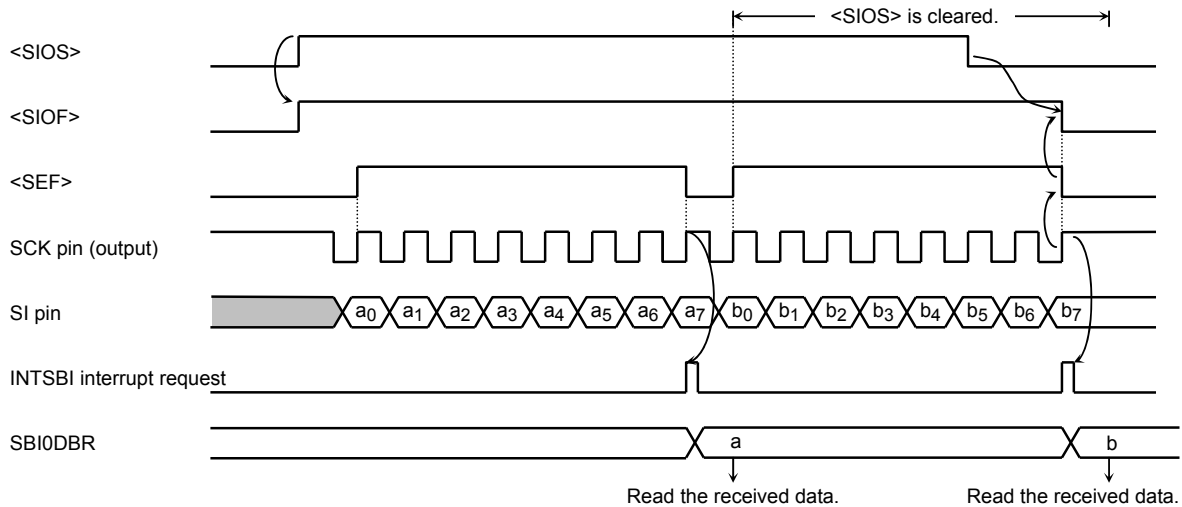 <SIOS> is cleared.
<SIOS>
<SIOF>
<SEF>
SCK pin (output)
SI pin
a0 a1 a2 a3 a4 a5 a6 a7 b0 b1 b2 b3 b4 b5 b6 b7
INTSBI interrupt request
SBI0DBR
a b
Read the received data. Read the received data.